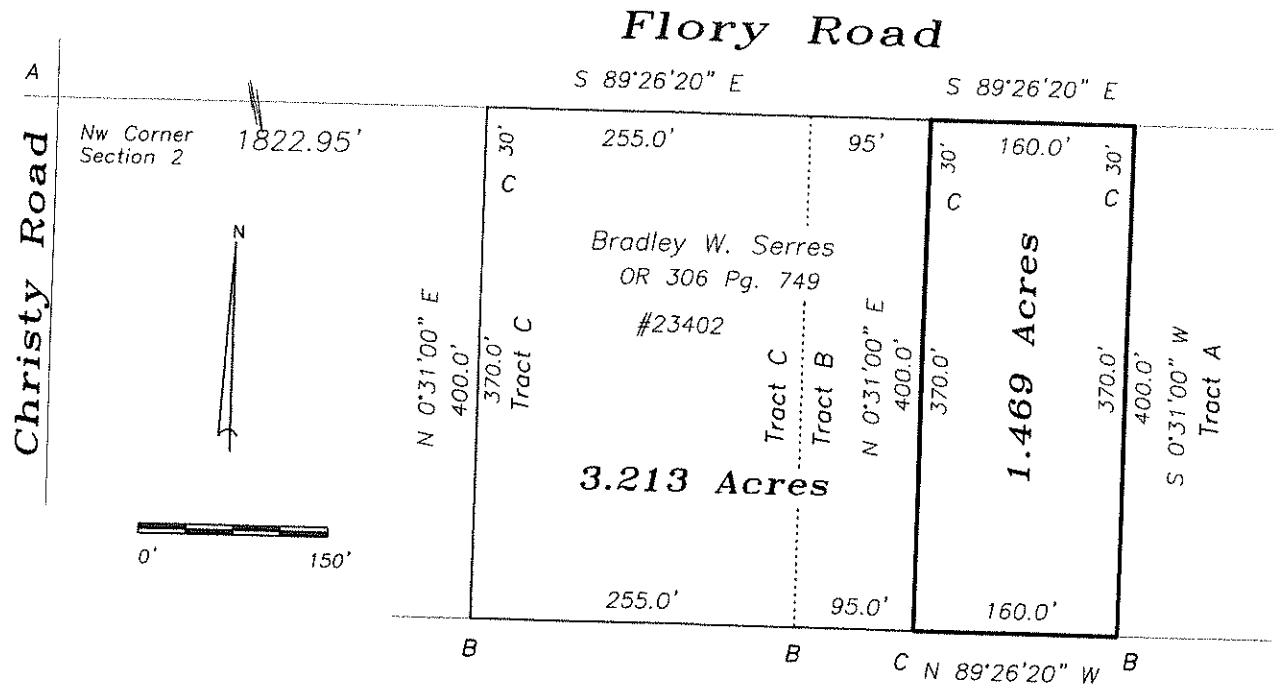 Flory Road
S 89°26'20" E
S 89°26'20" E
A
Nw Corner
Section 2
1822.95'
30'
C
255.0'
95'
30'
C
160.0'
30'
C
Christy Road
N
Bradley W. Serres
OR 306 Pg. 749
#23402
N 0°31'00" E
400.0'
370.0'
Tract C
Tract C
Tract B
N 0°31'00" E
400.0'
370.0'
1.469 Acres
370.0'
400.0'
S 0°31'00" W
Tract A
3.213 Acres
0'
150'
255.0'
95.0'
160.0'
B
B
C
N 89°26'20" W
B